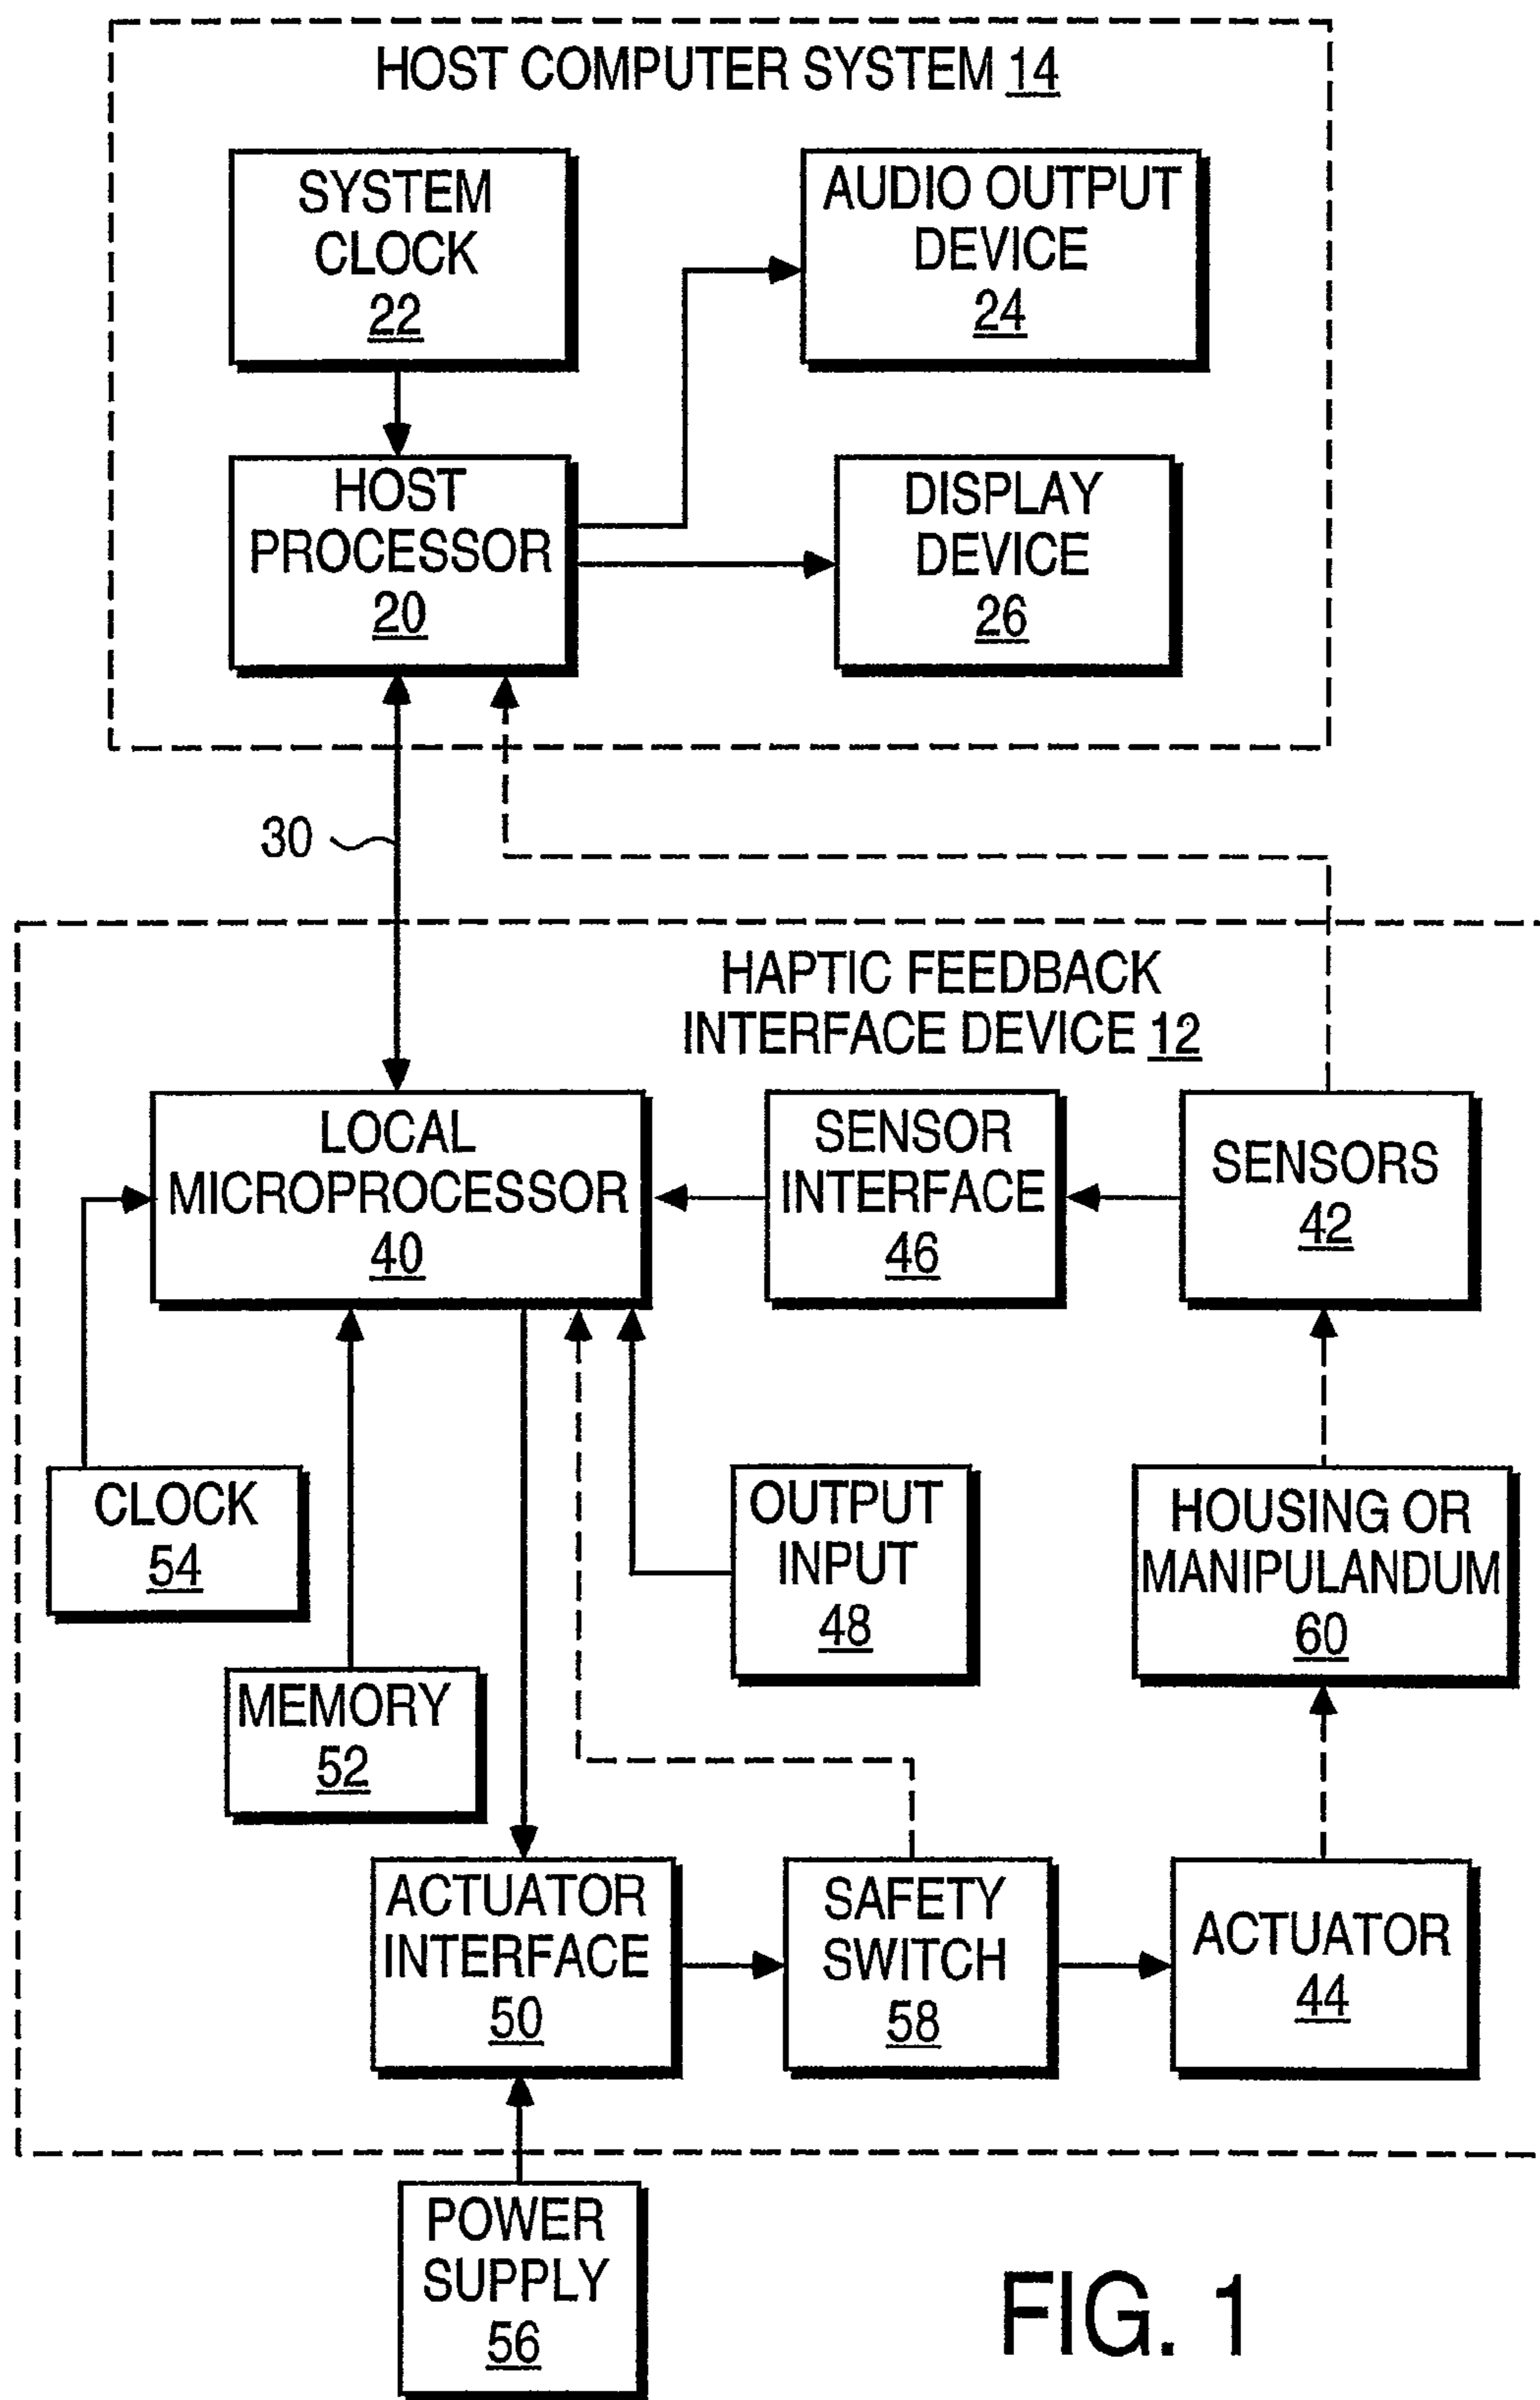 HOST COMPUTER SYSTEM 14
SYSTEM
CLOCK
22
AUDIO OUTPUT
DEVICE
24
HOST
PROCESSOR
20
DISPLAY
DEVICE
26
30
HAPTIC FEEDBACK
INTERFACE DEVICE 12
LOCAL
MICROPROCESSOR
40
SENSOR
INTERFACE
46
SENSORS
42
CLOCK
54
OUTPUT
INPUT
48
HOUSING OR
MANIPULANDUM
60
MEMORY
52
ACTUATOR
INTERFACE
50
SAFETY
SWITCH
58
ACTUATOR
44
POWER
SUPPLY
56
FIG. 1